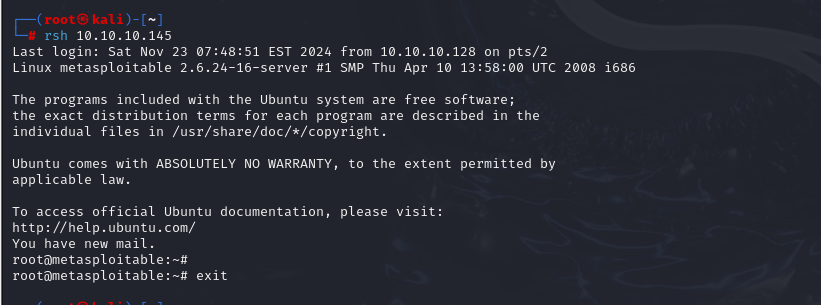 ┌──(root㉿kali)-[~]
└─# rsh 10.10.10.145
Last login: Sat Nov 23 07:48:51 EST 2024 from 10.10.10.128 on pts/2
Linux metasploitable 2.6.24-16-server #1 SMP Thu Apr 10 13:58:00 UTC 2008 i686
The programs included with the Ubuntu system are free software;
the exact distribution terms for each program are described in the
individual files in /usr/share/doc/*/copyright.
Ubuntu comes with ABSOLUTELY NO WARRANTY, to the extent permitted by
applicable law.
To access official Ubuntu documentation, please visit:
http://help.ubuntu.com/
You have new mail.
root@metasploitable:~#
root@metasploitable:~# exit